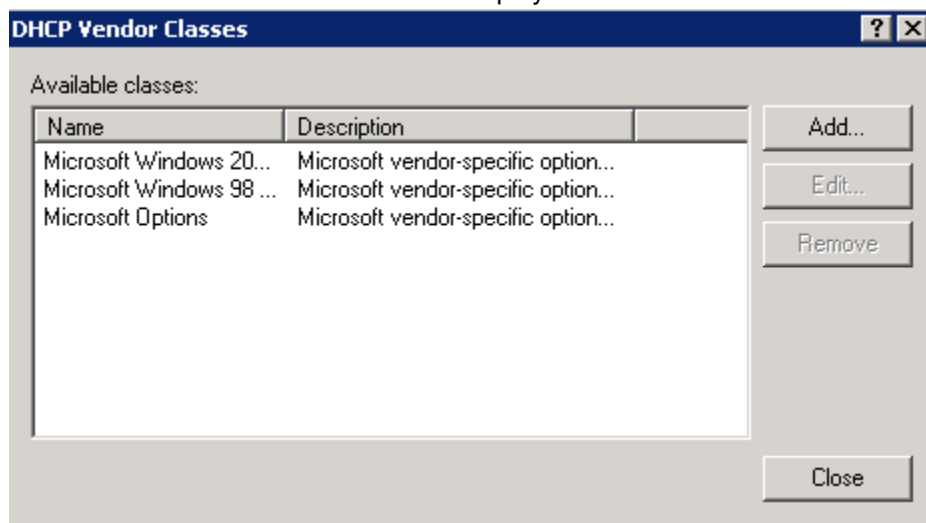 DHCP Vendor Classes
Available classes:
Name Description
Microsoft Windows 20... Microsoft vendor-specific option...
Microsoft Windows 98 ... Microsoft vendor-specific option...
Microsoft Options Microsoft vendor-specific option...
Add...
Edit...
Remove
Close